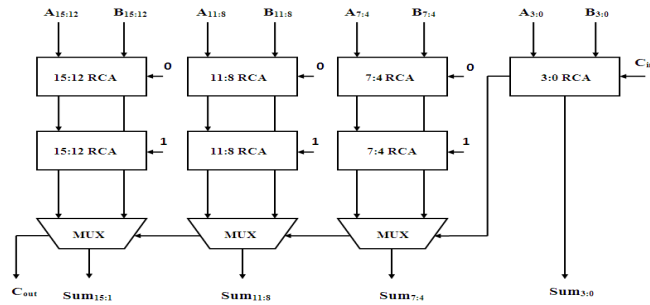 A15:12 B15:12 A11:8 B11:8 A7:4 B7:4 A3:0 B3:0
15:12 RCA 0 11:8 RCA 0 7:4 RCA 0 3:0 RCA Ci
15:12 RCA 1 11:8 RCA 1 7:4 RCA 1
MUX MUX MUX
Cout Sum15:1 Sum11:8 Sum7:4 Sum3:0